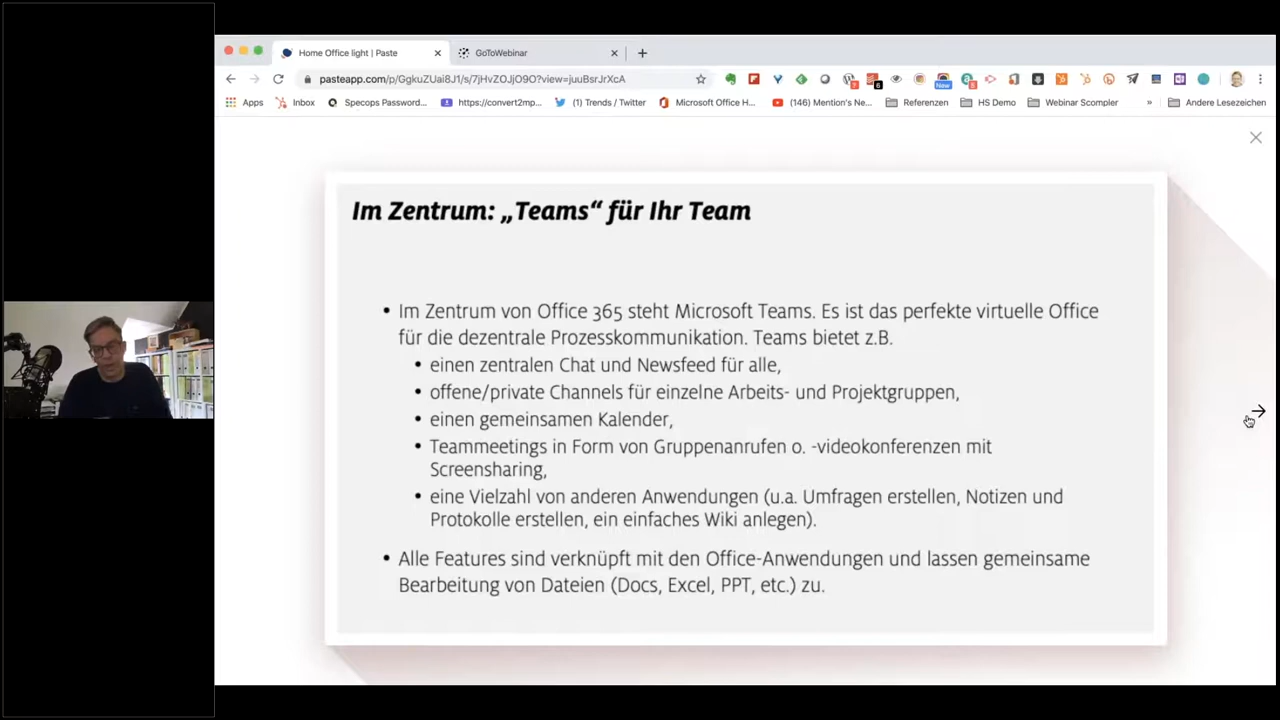 Home Office light | Paste
GoToWebinar
pasteapp.com/p/GgkuZUai8J1/s/7jHvZOJjO9O?view=juuBsrJrXcA
Apps
Inbox
Specops Password...
https://convert2mp...
(1) Trends / Twitter
Microsoft Office H...
(146) Mention's Ne...
Referenzen
HS Demo
Webinar Scompler
»
Andere Lesezeichen
Im Zentrum: „Teams“ für Ihr Team
• Im Zentrum von Office 365 steht Microsoft Teams. Es ist das perfekte virtuelle Office
für die dezentrale Prozesskommunikation. Teams bietet z.B.
• einen zentralen Chat und Newsfeed für alle,
• offene/private Channels für einzelne Arbeits- und Projektgruppen,
• einen gemeinsamen Kalender,
• Teammeetings in Form von Gruppenanrufen o. -videokonferenzen mit
Screensharing,
• eine Vielzahl von anderen Anwendungen (u.a. Umfragen erstellen, Notizen und
Protokolle erstellen, ein einfaches Wiki anlegen).
• Alle Features sind verknüpft mit den Office-Anwendungen und lassen gemeinsame
Bearbeitung von Dateien (Docs, Excel, PPT, etc.) zu.